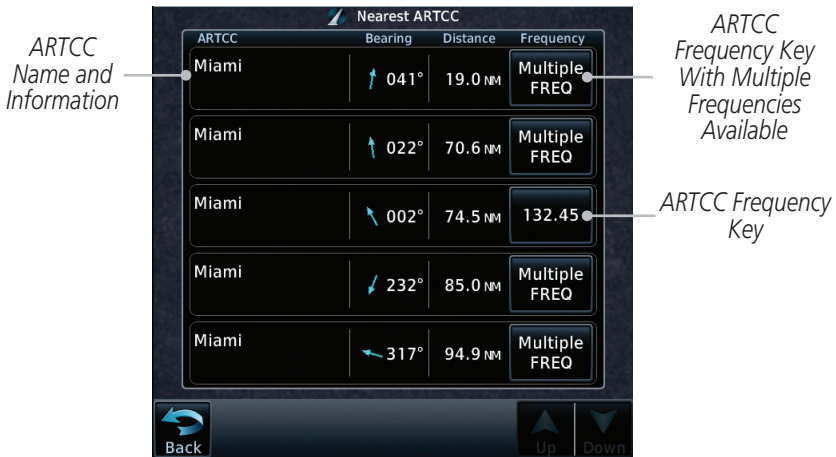 Nearest ARTCC
ARTCC Bearing Distance Frequency
Miami 041° 19.0 NM Multiple FREQ
Miami 022° 70.6 NM Multiple FREQ
Miami 002° 74.5 NM 132.45
Miami 232° 85.0 NM Multiple FREQ
Miami 317° 94.9 NM Multiple FREQ
Back Up Down
ARTCC
Name and
Information
ARTCC
Frequency Key
With Multiple
Frequencies
Available
ARTCC Frequency
Key